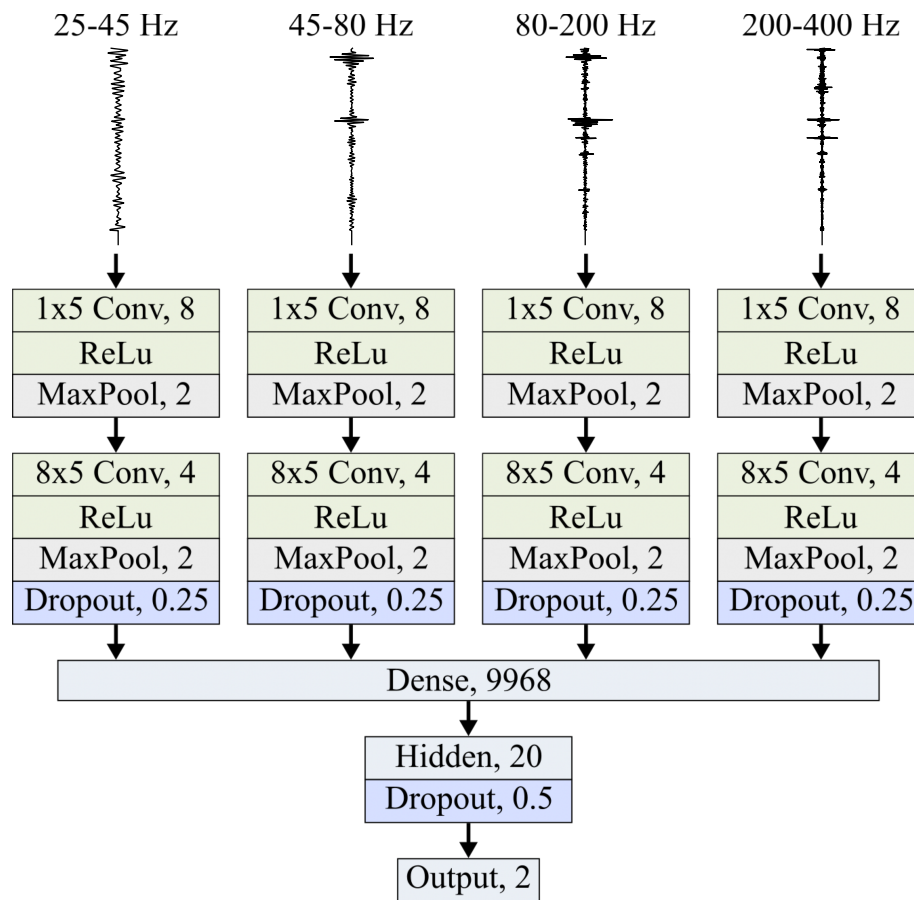 25-45 Hz 45-80 Hz 80-200 Hz 200-400 Hz
1x5 Conv, 8 1x5 Conv, 8 1x5 Conv, 8 1x5 Conv, 8
ReLu ReLu ReLu ReLu
MaxPool, 2 MaxPool, 2 MaxPool, 2 MaxPool, 2
8x5 Conv, 4 8x5 Conv, 4 8x5 Conv, 4 8x5 Conv, 4
ReLu ReLu ReLu ReLu
MaxPool, 2 MaxPool, 2 MaxPool, 2 MaxPool, 2
Dropout, 0.25 Dropout, 0.25 Dropout, 0.25 Dropout, 0.25
Dense, 9968
Hidden, 20
Dropout, 0.5
Output, 2